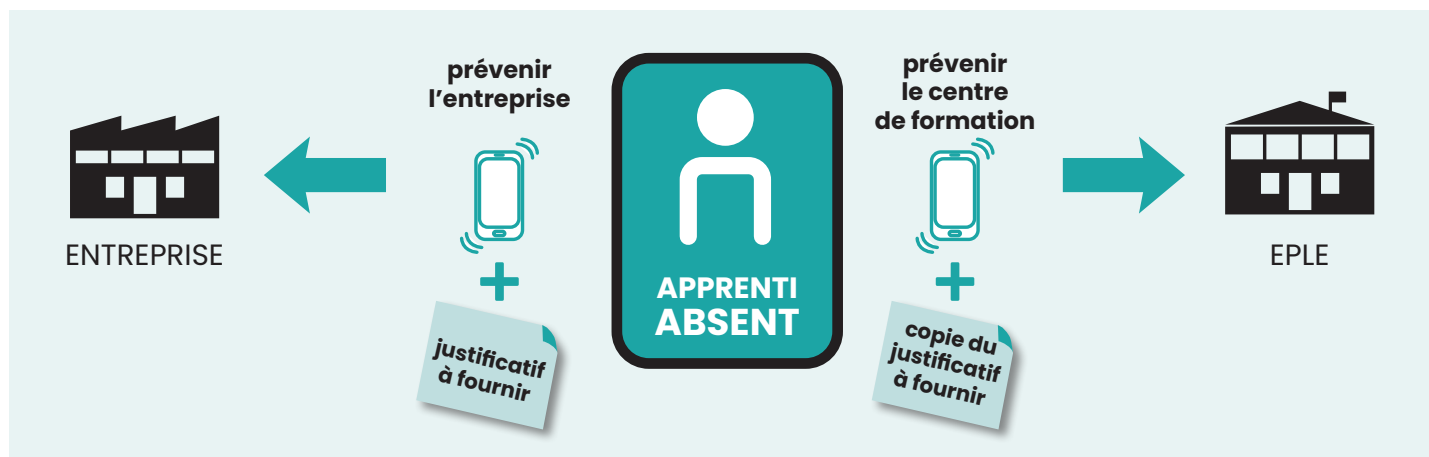 prévenir
l’entreprise
ENTREPRISE
justificatif
à fournir
APPRENTI
ABSENT
prévenir
le centre
de formation
copie du
justificatif
à fournir
EPLE